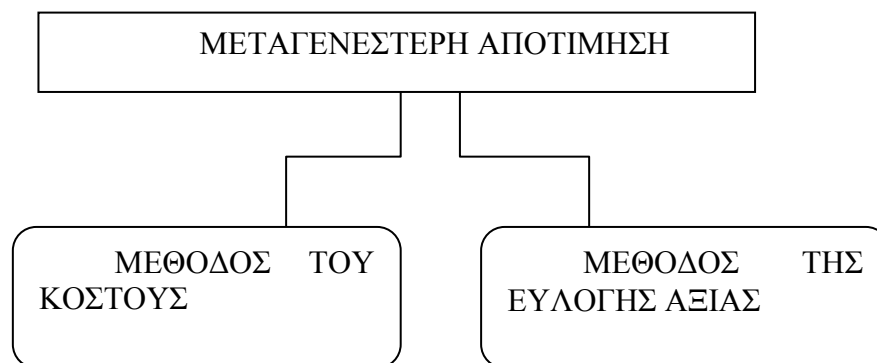 ΜΕΤΑΓΕΝΕΣΤΕΡΗ ΑΠΟΤΙΜΗΣΗ
ΜΕΘΟΔΟΣ ΤΟΥ
ΚΟΣΤΟΥΣ
ΜΕΘΟΔΟΣ ΤΗΣ
ΕΥΛΟΓΗΣ ΑΞΙΑΣ